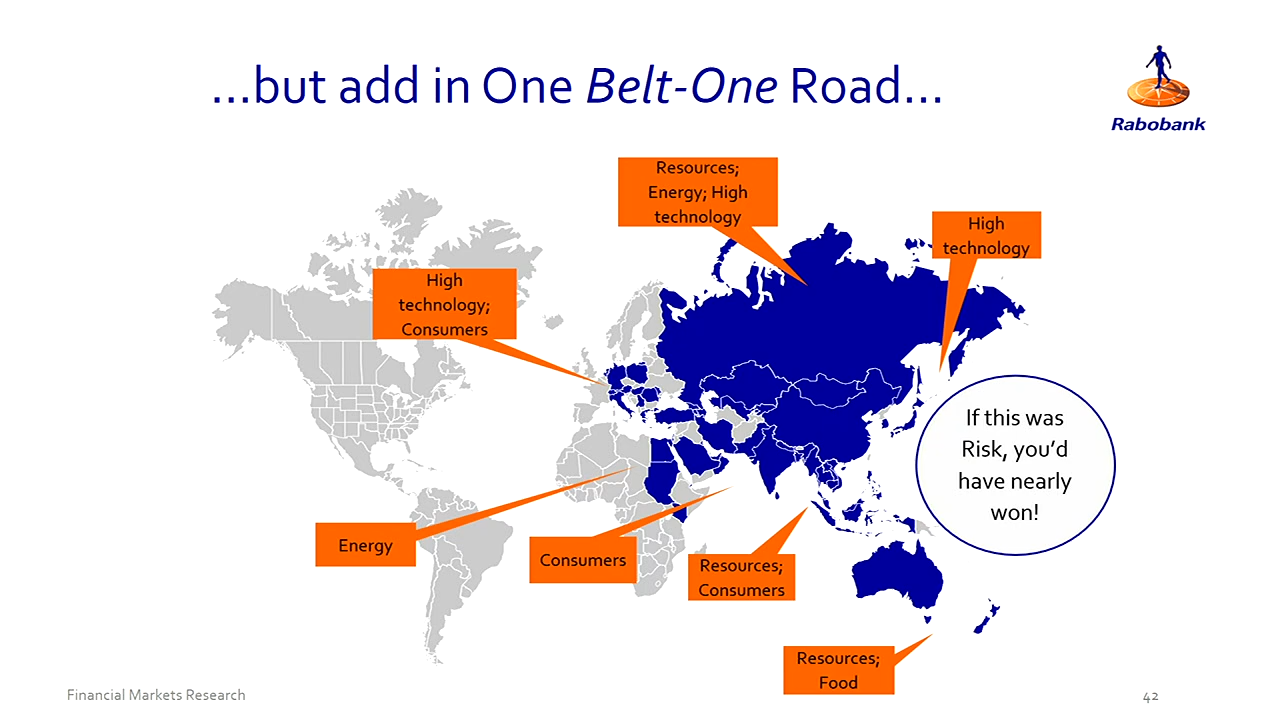 ...but add in One Belt-One Road...
Rabobank
Resources;
Energy; High
technology
High
technology
High
technology;
Consumers
If this was
Risk, you'd
have nearly
won!
Energy
Consumers
Resources;
Consumers
Resources;
Food
Financial Markets Research
42